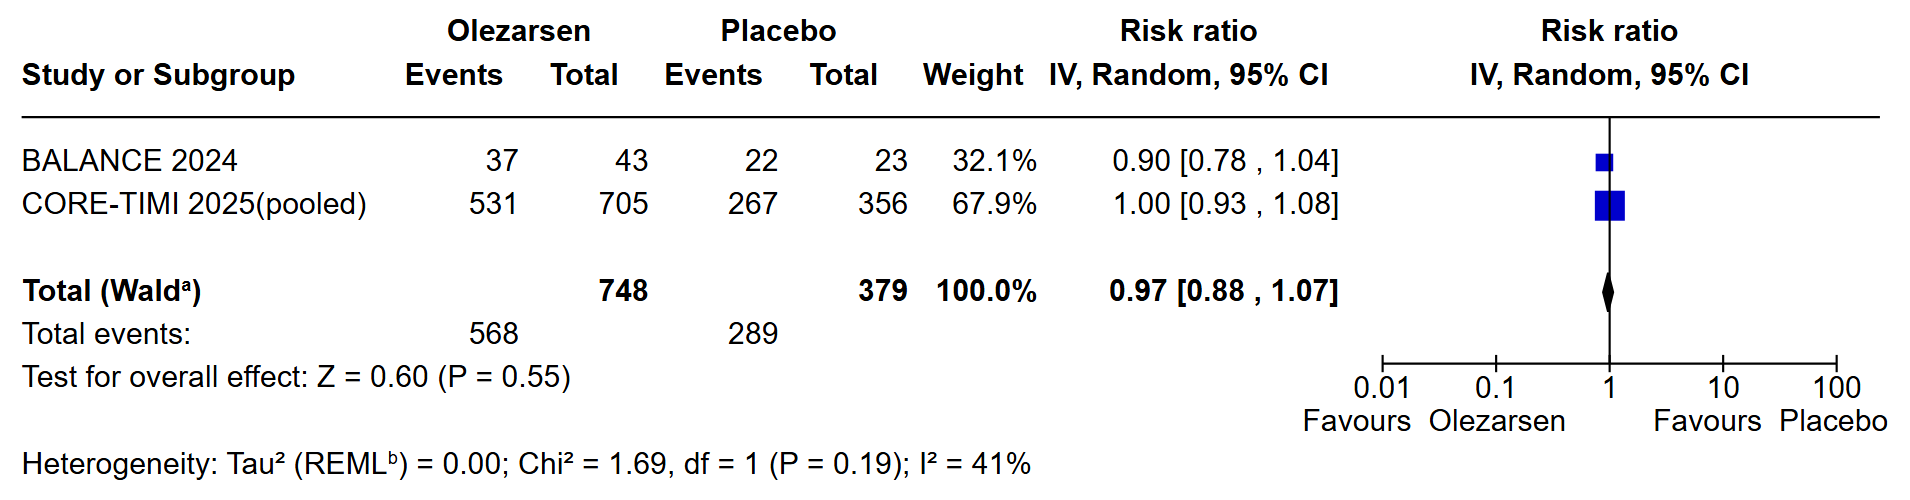 Olezarsen Placebo Risk ratio Risk ratio
Study or Subgroup Events Total Events Total Weight IV, Random, 95% CI IV, Random, 95% CI
BALANCE 2024 37 43 22 23 32.1% 0.90 [0.78 , 1.04]
CORE-TIMI 2025(pooled) 531 705 267 356 67.9% 1.00 [0.93 , 1.08]
Total (Waldᵃ) 748 379 100.0% 0.97 [0.88 , 1.07]
Total events: 568 289
Test for overall effect: Z = 0.60 (P = 0.55)
0.01 0.1 1 10 100
Favours Olezarsen Favours Placebo
Heterogeneity: Tau² (REMLᵇ) = 0.00; Chi² = 1.69, df = 1 (P = 0.19); I² = 41%